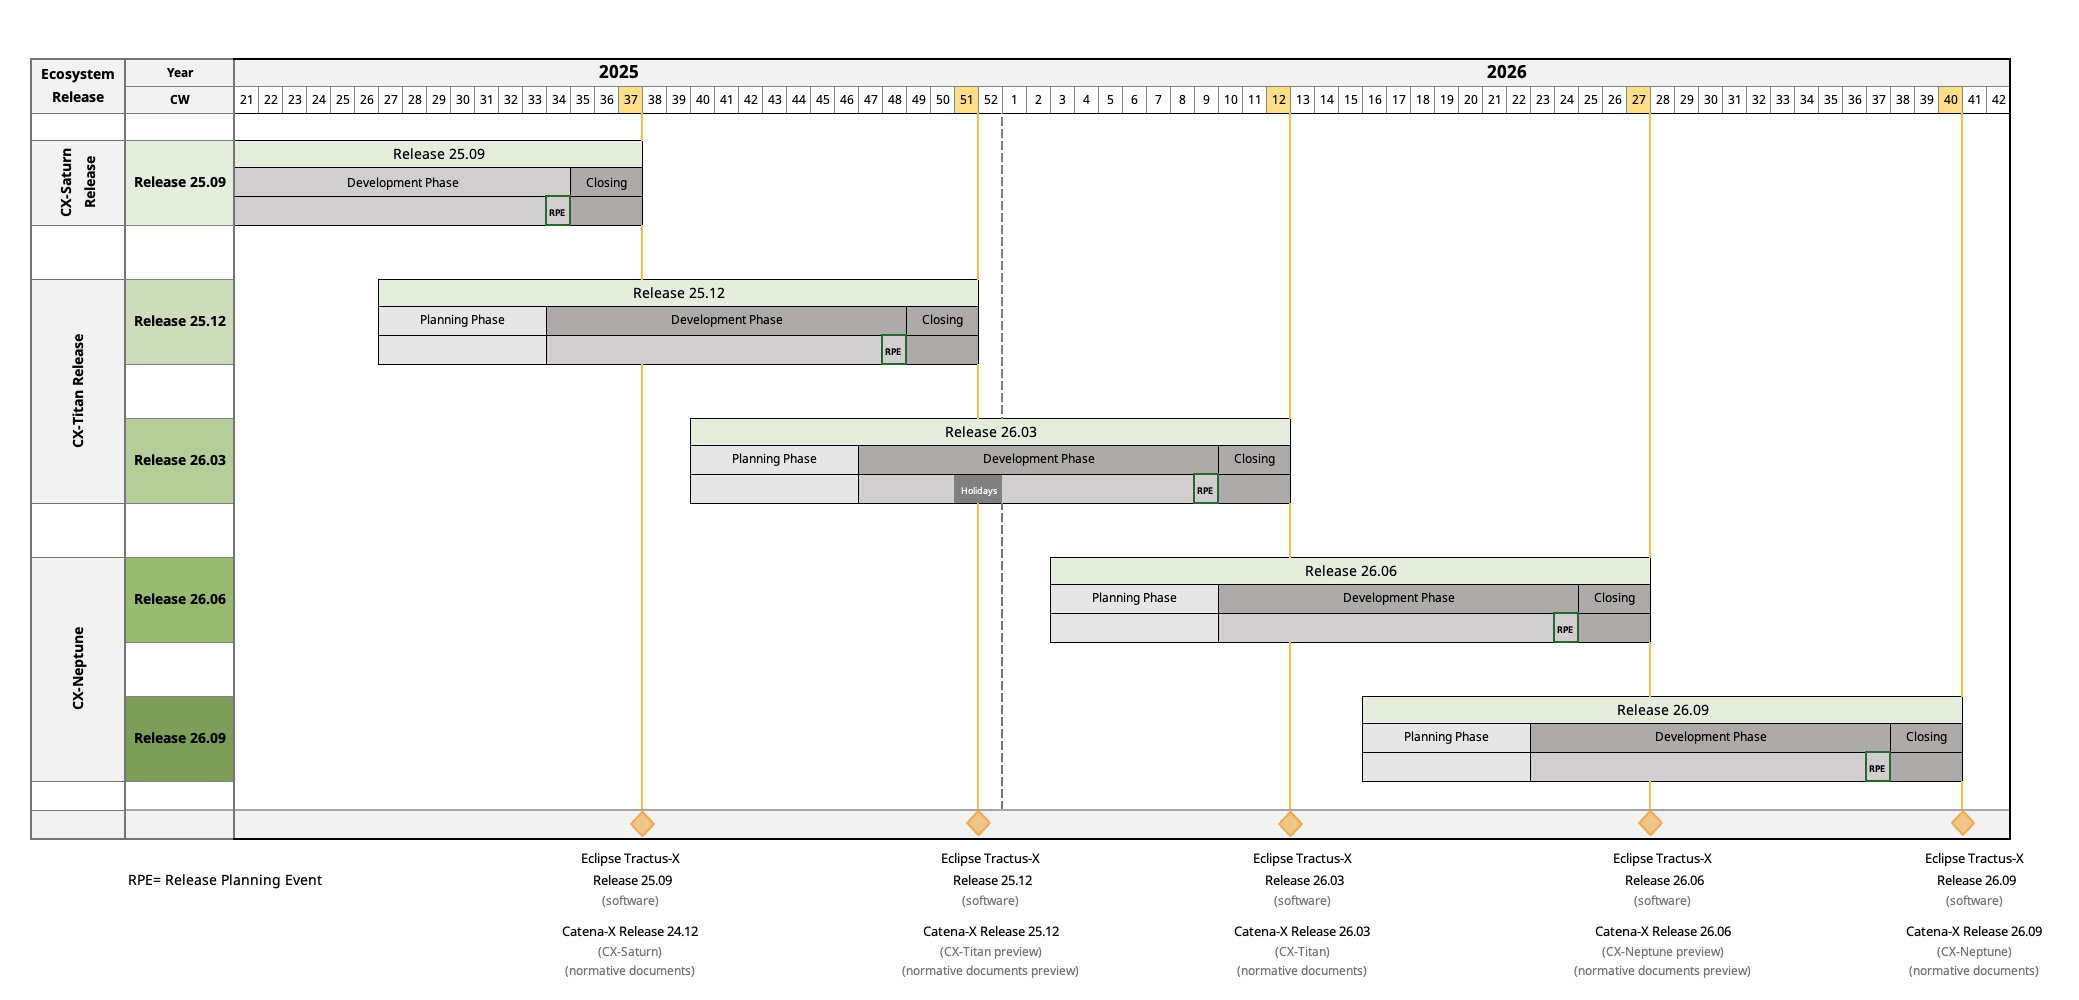 Ecosystem
Release
Year
2025
2026
CW
21 22 23 24 25 26 27 28 29 30 31 32 33 34 35 36 37 38 39 40 41 42 43 44 45 46 47 48 49 50 51 52 1 2 3 4 5 6 7 8 9 10 11 12 13 14 15 16 17 18 19 20 21 22 23 24 25 26 27 28 29 30 31 32 33 34 35 36 37 38 39 40 41 42
CX-Saturn
Release
Release 25.09
Release 25.09
Development Phase
Closing
RPE
CX-Titan Release
Release 25.12
Release 25.12
Planning Phase
Development Phase
Closing
RPE
Release 26.03
Release 26.03
Planning Phase
Development Phase
Closing
Holidays
RPE
CX-Neptune
Release 26.06
Release 26.06
Planning Phase
Development Phase
Closing
RPE
Release 26.09
Release 26.09
Planning Phase
Development Phase
Closing
RPE
RPE= Release Planning Event
Eclipse Tractus-X
Release 25.09
(software)
Catena-X Release 24.12
(CX-Saturn)
(normative documents)
Eclipse Tractus-X
Release 25.12
(software)
Catena-X Release 25.12
(CX-Titan preview)
(normative documents preview)
Eclipse Tractus-X
Release 26.03
(software)
Catena-X Release 26.03
(CX-Titan)
(normative documents)
Eclipse Tractus-X
Release 26.06
(software)
Catena-X Release 26.06
(CX-Neptune preview)
(normative documents preview)
Eclipse Tractus-X
Release 26.09
(software)
Catena-X Release 26.09
(CX-Neptune)
(normative documents)